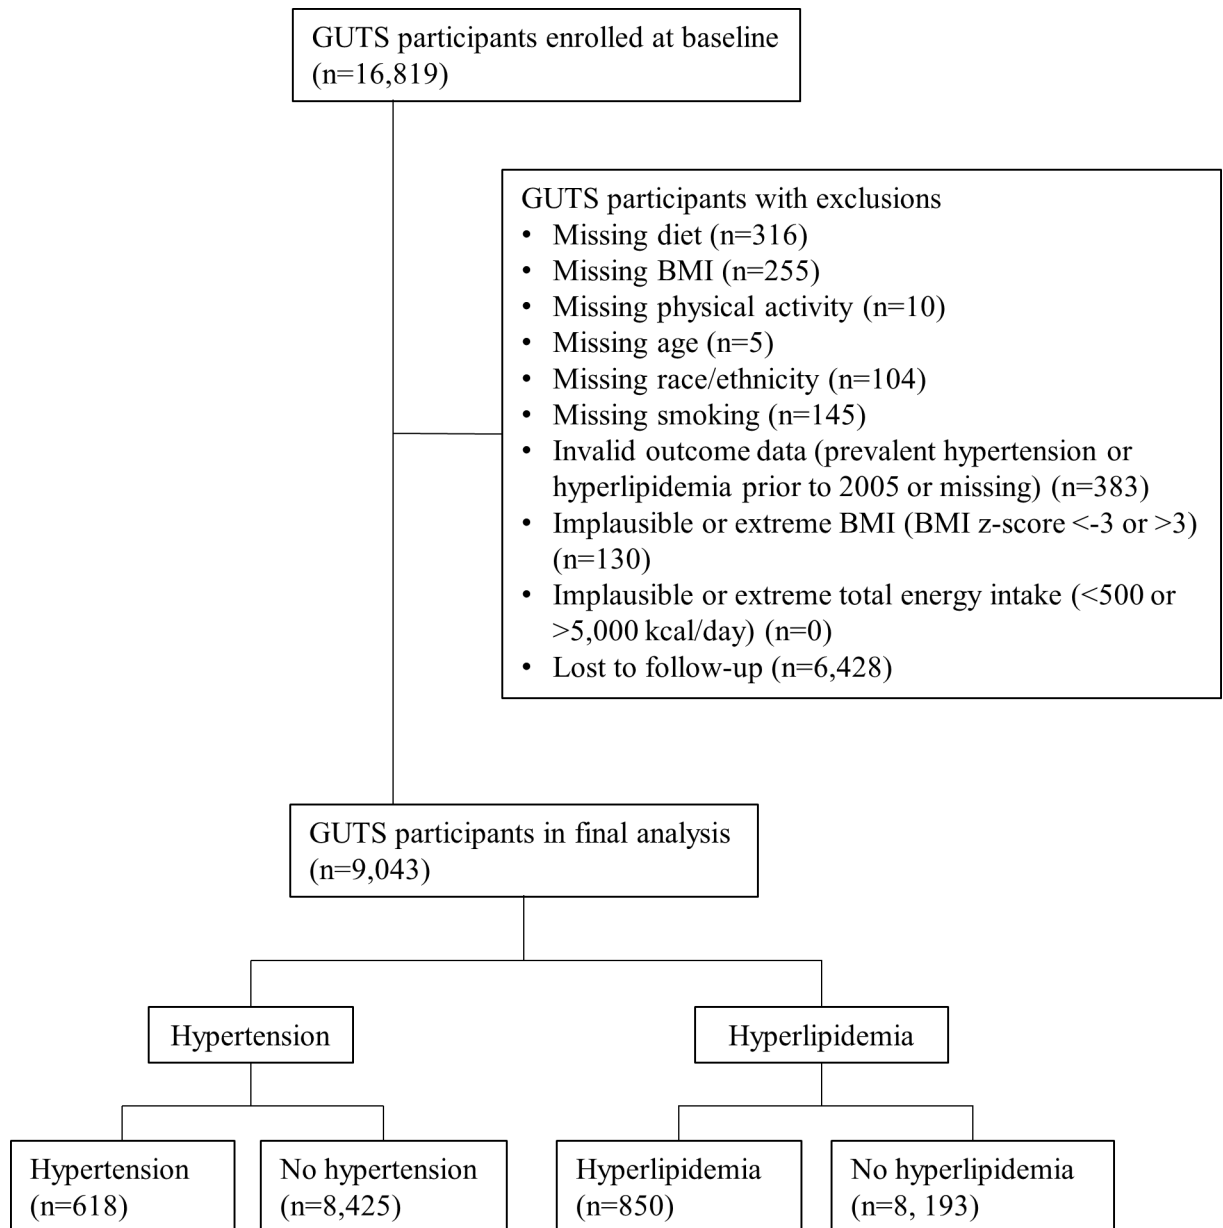 GUTS participants enrolled at baseline
(n=16,819)
GUTS participants with exclusions
• Missing diet (n=316)
• Missing BMI (n=255)
• Missing physical activity (n=10)
• Missing age (n=5)
• Missing race/ethnicity (n=104)
• Missing smoking (n=145)
• Invalid outcome data (prevalent hypertension or
hyperlipidemia prior to 2005 or missing) (n=383)
• Implausible or extreme BMI (BMI z-score <-3 or >3)
(n=130)
• Implausible or extreme total energy intake (<500 or
>5,000 kcal/day) (n=0)
• Lost to follow-up (n=6,428)
GUTS participants in final analysis
(n=9,043)
Hypertension
Hyperlipidemia
Hypertension
(n=618)
No hypertension
(n=8,425)
Hyperlipidemia
(n=850)
No hyperlipidemia
(n=8, 193)